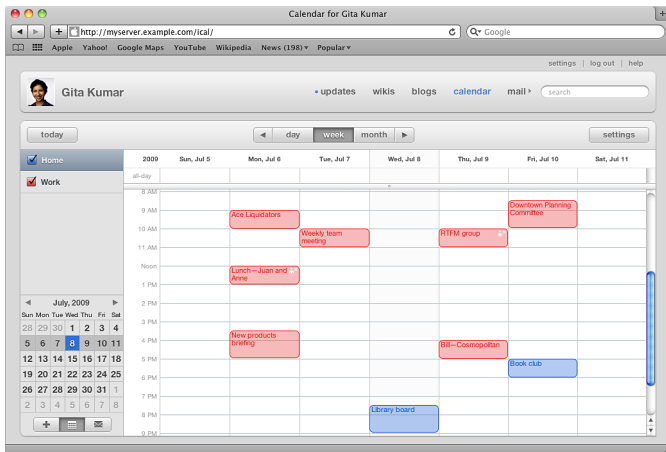 Calendar for Gita Kumar
http://myserver.example.com/ical/
Google
Apple Yahoo! Google Maps YouTube Wikipedia News (198) Popular
settings | log out | help
Gita Kumar
updates wikis blogs calendar mail search
today
day week month
settings
Home
Work
2009 Sun, Jul 5 Mon, Jul 6 Tue, Jul 7 Wed, Jul 8 Thu, Jul 9 Fri, Jul 10 Sat, Jul 11
all-day
8 AM
9 AM
10 AM
11 AM
Noon
1 PM
2 PM
3 PM
4 PM
5 PM
6 PM
7 PM
8 PM
9 PM
Ace Liquidators
Lunch—Juan and
Anne
New products
briefing
Weekly team
meeting
Library board
RTFM group
Bill—Cosmopolitan
Downtown Planning
Committee
Book club
July, 2009
Sun Mon Tue Wed Thu Fri Sat
28 29 30 1 2 3 4
5 6 7 8 9 10 11
12 13 14 15 16 17 18
19 20 21 22 23 24 25
26 27 28 29 30 31 1
2 3 4 5 6 7 8